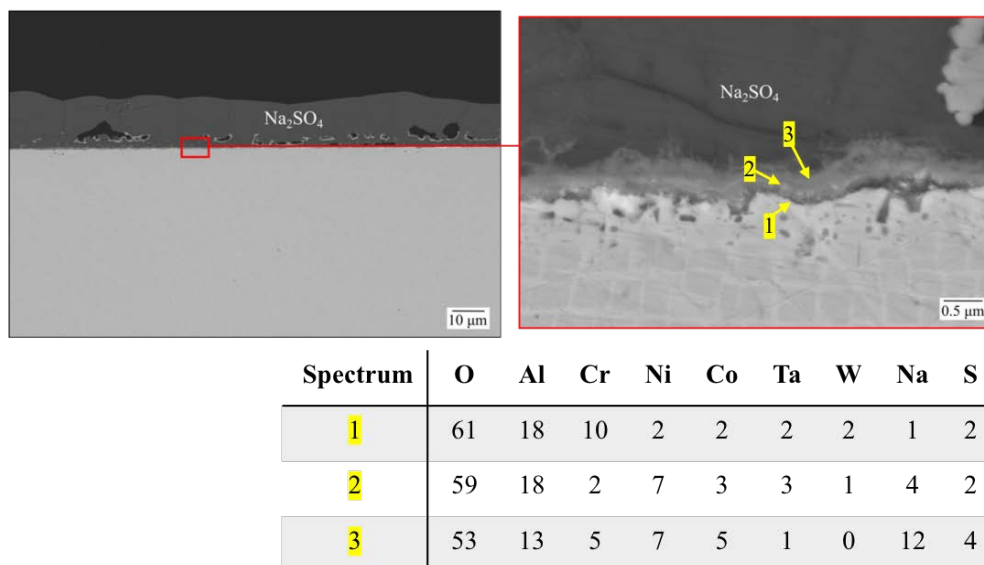 Na₂SO₄
10 μm
Na₂SO₄
3
2
1
0.5 μm
Spectrum O Al Cr Ni Co Ta W Na S
1 61 18 10 2 2 2 2 1 2
2 59 18 2 7 3 3 1 4 2
3 53 13 5 7 5 1 0 12 4